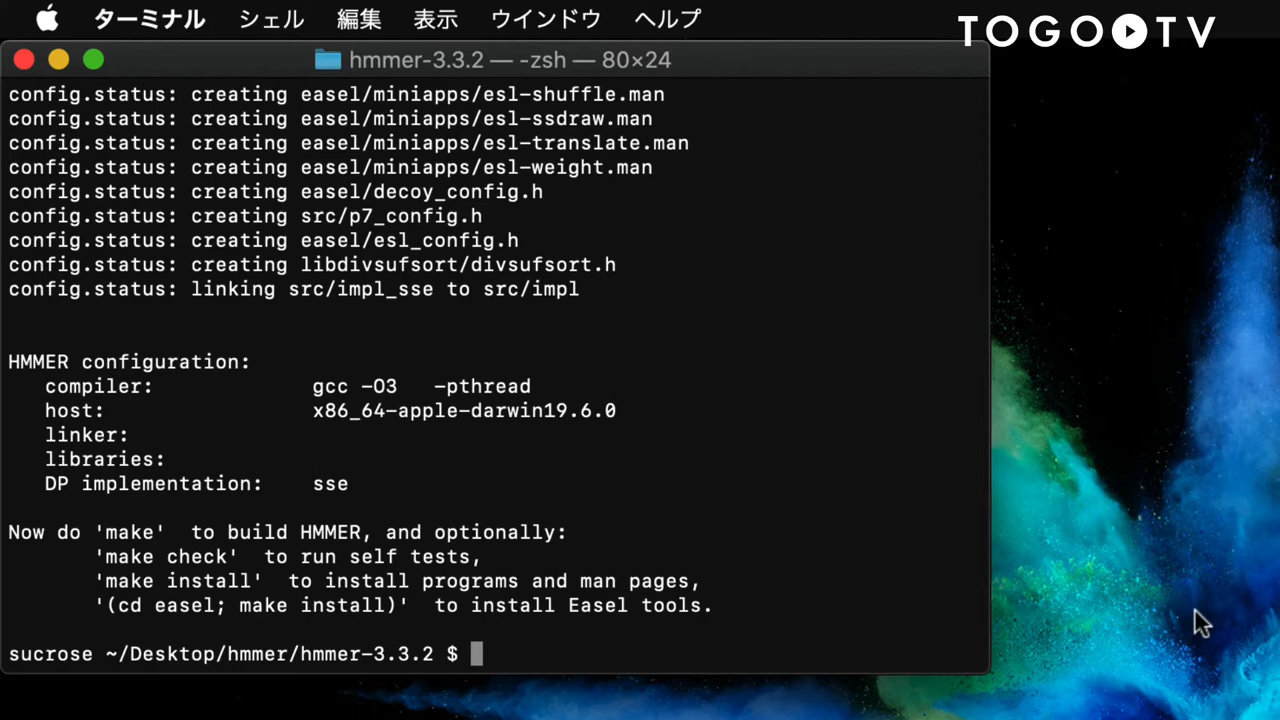 ターミナル シェル 編集 表示 ウインドウ ヘルプ
TOGO TV
hmmer-3.3.2 — -zsh — 80×24
config.status: creating easel/miniapps/esl-shuffle.man
config.status: creating easel/miniapps/esl-ssdraw.man
config.status: creating easel/miniapps/esl-translate.man
config.status: creating easel/miniapps/esl-weight.man
config.status: creating easel/decoy_config.h
config.status: creating src/p7_config.h
config.status: creating easel/esl_config.h
config.status: creating libdivsufsort/divsufsort.h
config.status: linking src/impl_sse to src/impl
HMMER configuration:
compiler: gcc -O3 -pthread
host: x86_64-apple-darwin19.6.0
linker:
libraries:
DP implementation: sse
Now do 'make' to build HMMER, and optionally:
'make check' to run self tests,
'make install' to install programs and man pages,
'(cd easel; make install)' to install Easel tools.
sucrose ~/Desktop/hmmer/hmmer-3.3.2 $